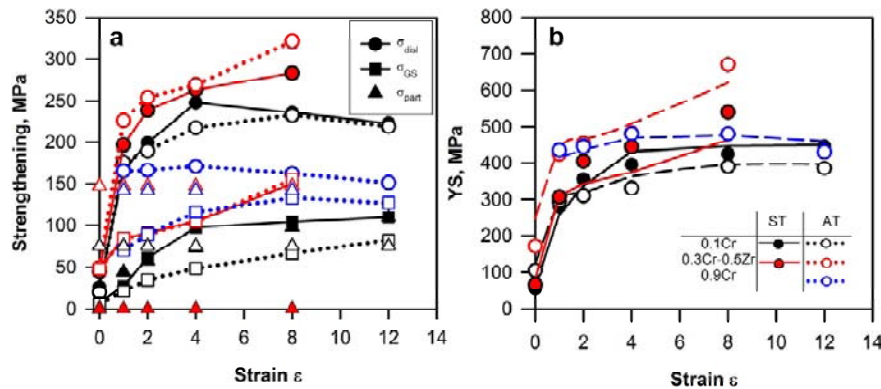 a
350
300
250
200
150
100
50
0
Strengthening, MPa
0 2 4 6 8 10 12 14
Strain ε
σdisl
σGS
σpart
b
800
700
600
500
400
300
200
100
0
YS, MPa
0 2 4 6 8 10 12 14
Strain ε
ST AT
0.1Cr
0.3Cr-0.5Zr
0.9Cr